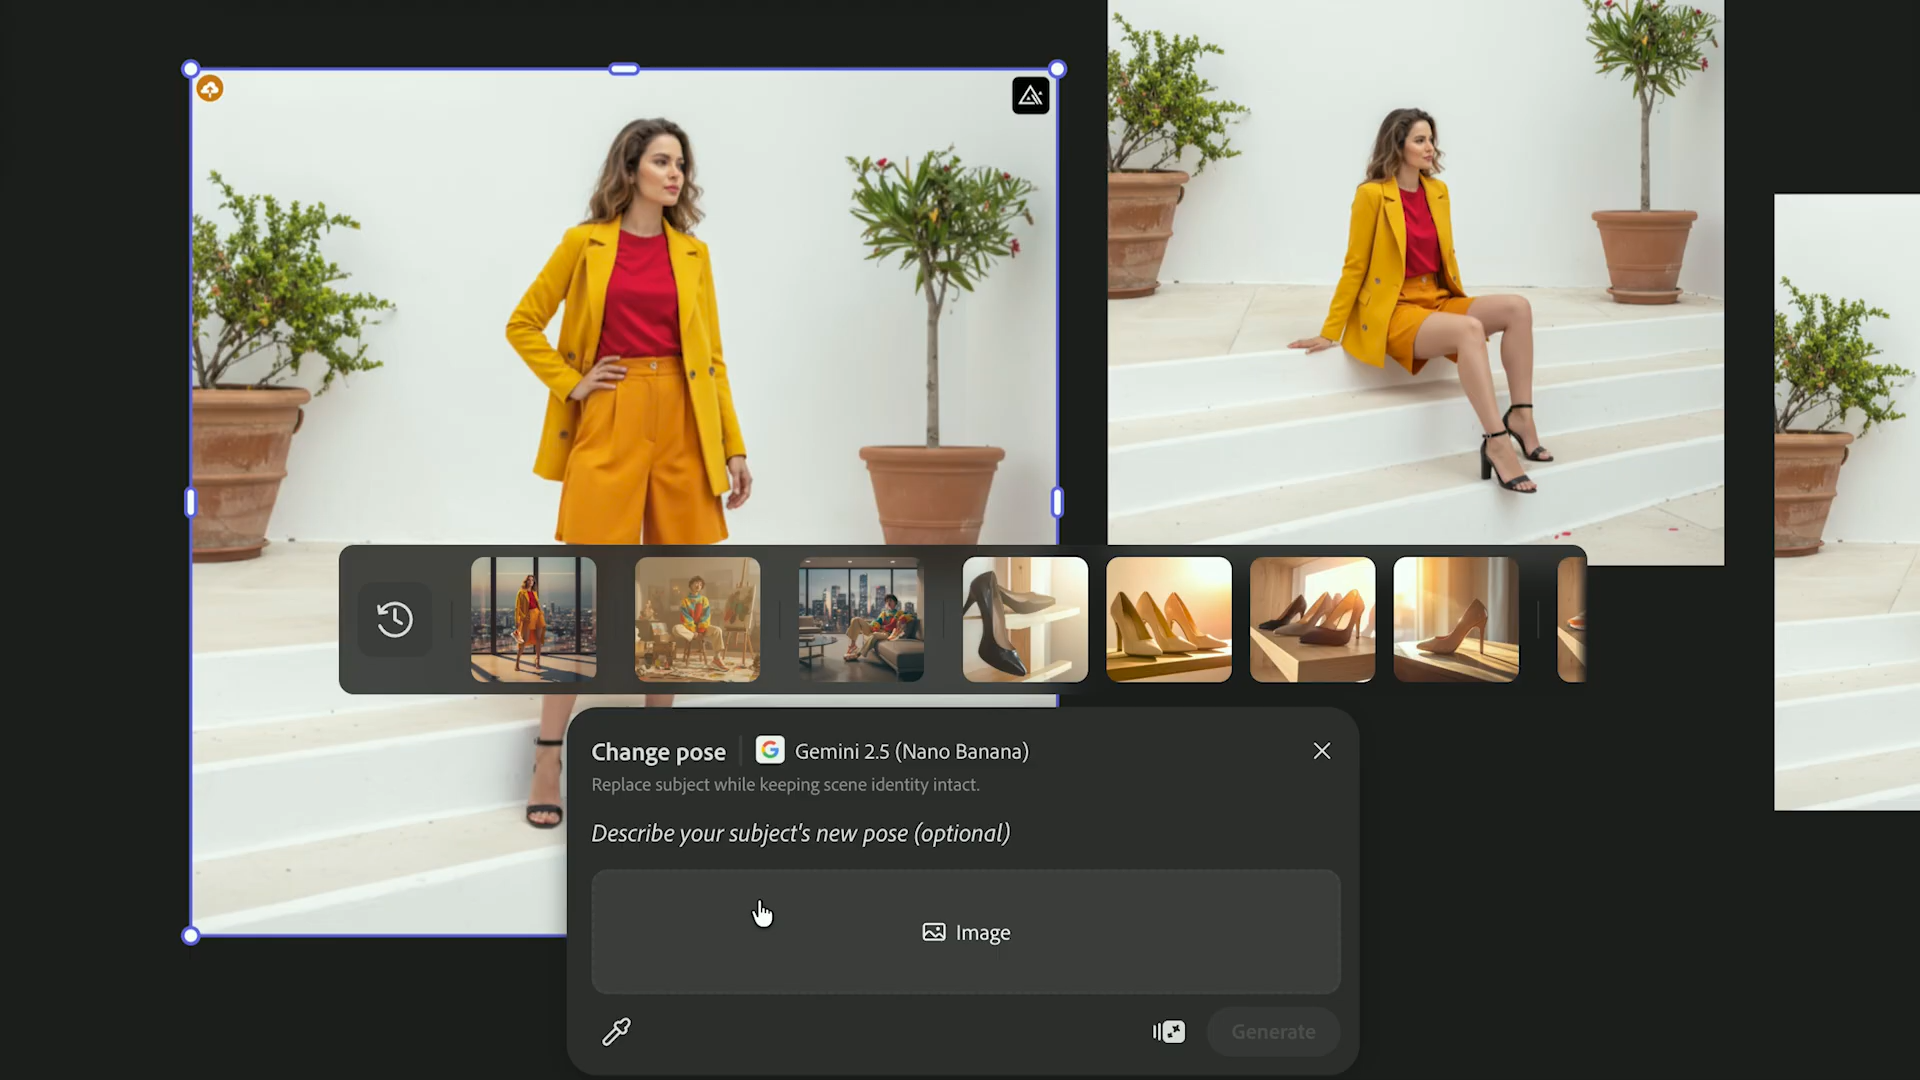 Change pose
Gemini 2.5 (Nano Banana)
Replace subject while keeping scene identity intact.
Describe your subject's new pose (optional)
Image
Generate